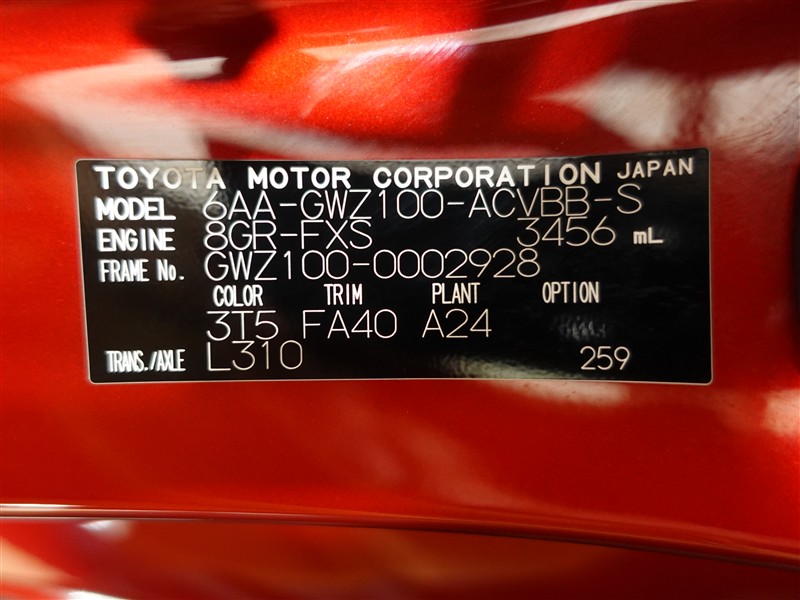 TOYOTA MOTOR CORPORATION JAPAN
MODEL 6AA-GWZ100-ACVBB-S
ENGINE 8GR-FXS 3456 mL
FRAME No. GWZ100-0002928
COLOR TRIM PLANT OPTION
3T5 FA40 A24
TRANS./AXLE L310 259